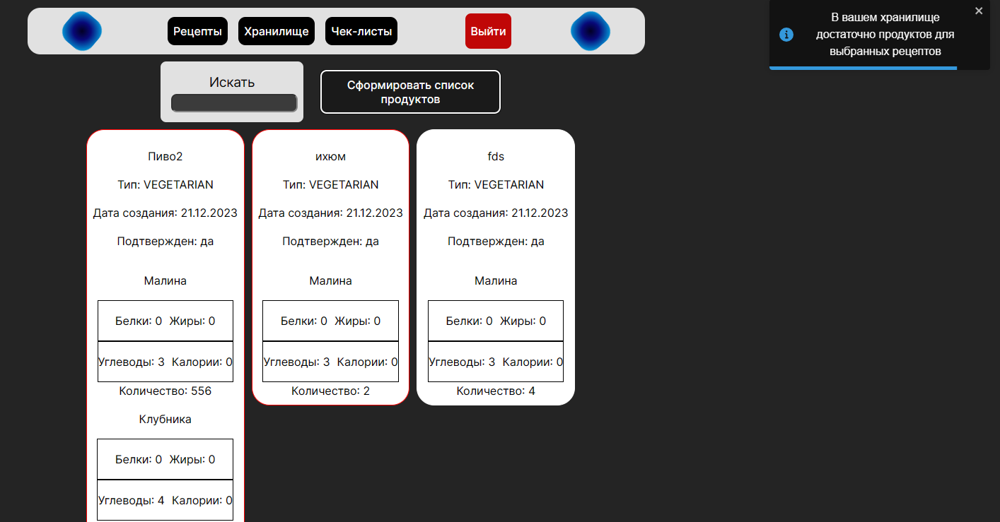 Рецепты Хранилище Чек-листы Выйти
В вашем хранилище
достаточно продуктов для
выбранных рецептов
Искать
Сформировать список
продуктов
Пиво2
Тип: VEGETARIAN
Дата создания: 21.12.2023
Подтвержден: да
Малина
Белки: 0 Жиры: 0
Углеводы: 3 Калории: 0
Количество: 556
Клубника
Белки: 0 Жиры: 0
Углеводы: 4 Калории: 0
ихюм
Тип: VEGETARIAN
Дата создания: 21.12.2023
Подтвержден: да
Малина
Белки: 0 Жиры: 0
Углеводы: 3 Калории: 0
Количество: 2
fds
Тип: VEGETARIAN
Дата создания: 21.12.2023
Подтвержден: да
Малина
Белки: 0 Жиры: 0
Углеводы: 3 Калории: 0
Количество: 4